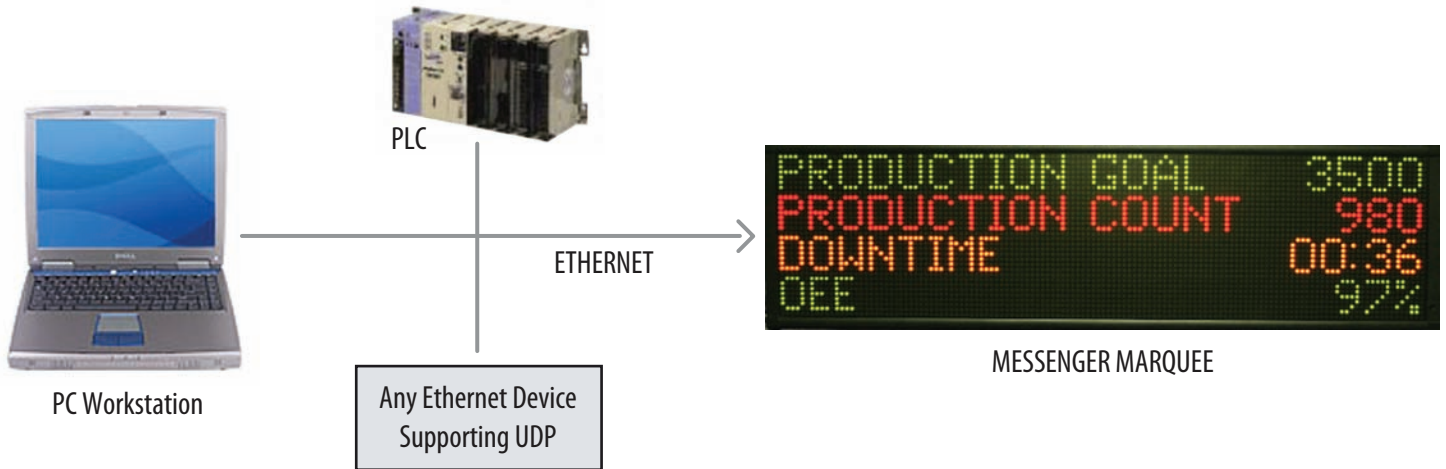 PLC
PRODUCTION GOAL 3500
PRODUCTION COUNT 980
DOWNTIME 00:36
OEE 97%
ETHERNET
MESSENGER MARQUEE
PC Workstation
Any Ethernet Device
Supporting UDP
DELL